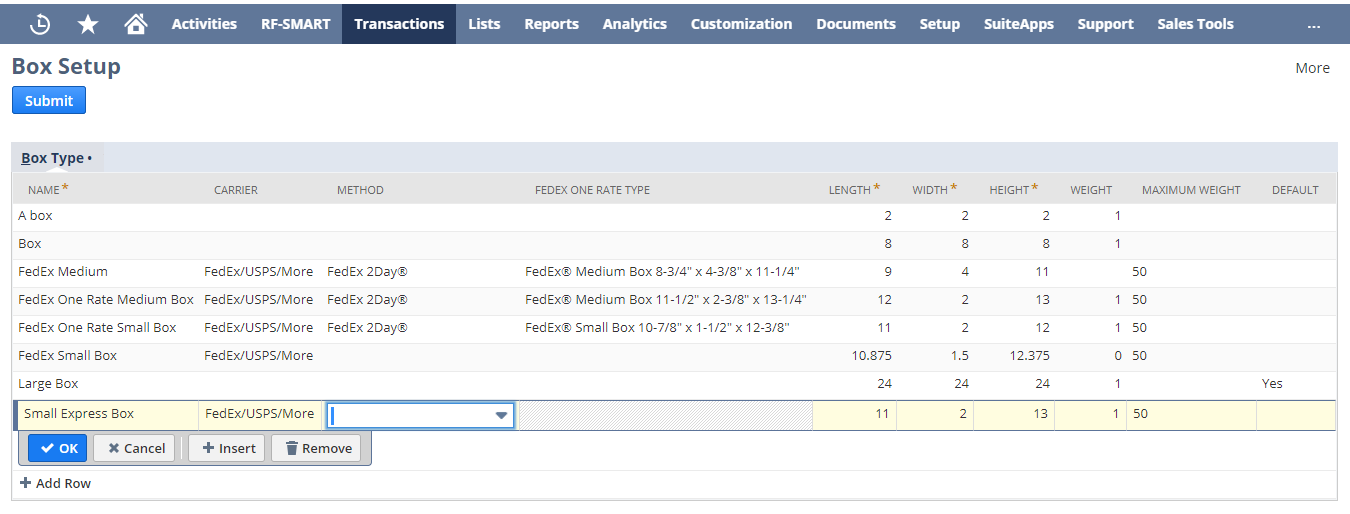 Activities RF-SMART Transactions Lists Reports Analytics Customization Documents Setup SuiteApps Support Sales Tools ...
Box Setup More
Submit
Box Type •
NAME * CARRIER METHOD FEDEX ONE RATE TYPE LENGTH * WIDTH * HEIGHT * WEIGHT MAXIMUM WEIGHT DEFAULT
A box 2 2 2 1
Box 8 8 8 1
FedEx Medium FedEx/USPS/More FedEx 2Day® FedEx® Medium Box 8-3/4" x 4-3/8" x 11-1/4" 9 4 11 50
FedEx One Rate Medium Box FedEx/USPS/More FedEx 2Day® FedEx® Medium Box 11-1/2" x 2-3/8" x 13-1/4" 12 2 13 1 50
FedEx One Rate Small Box FedEx/USPS/More FedEx 2Day® FedEx® Small Box 10-7/8" x 1-1/2" x 12-3/8" 11 2 12 1 50
FedEx Small Box FedEx/USPS/More 10.875 1.5 12.375 0 50
Large Box 24 24 24 1 Yes
Small Express Box FedEx/USPS/More 11 2 13 1 50
OK Cancel Insert Remove
Add Row